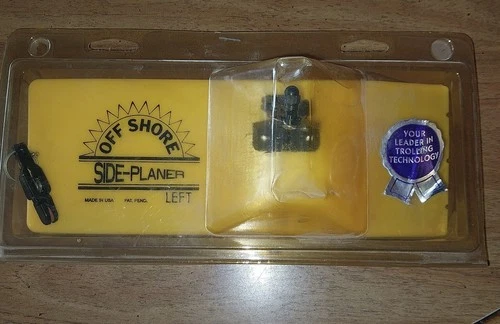 OFF SHORE
SIDE-PLANER
MADE IN USA PAT. PEND.
LEFT
YOUR
LEADER IN
TROLLING
TECHNOLOGY